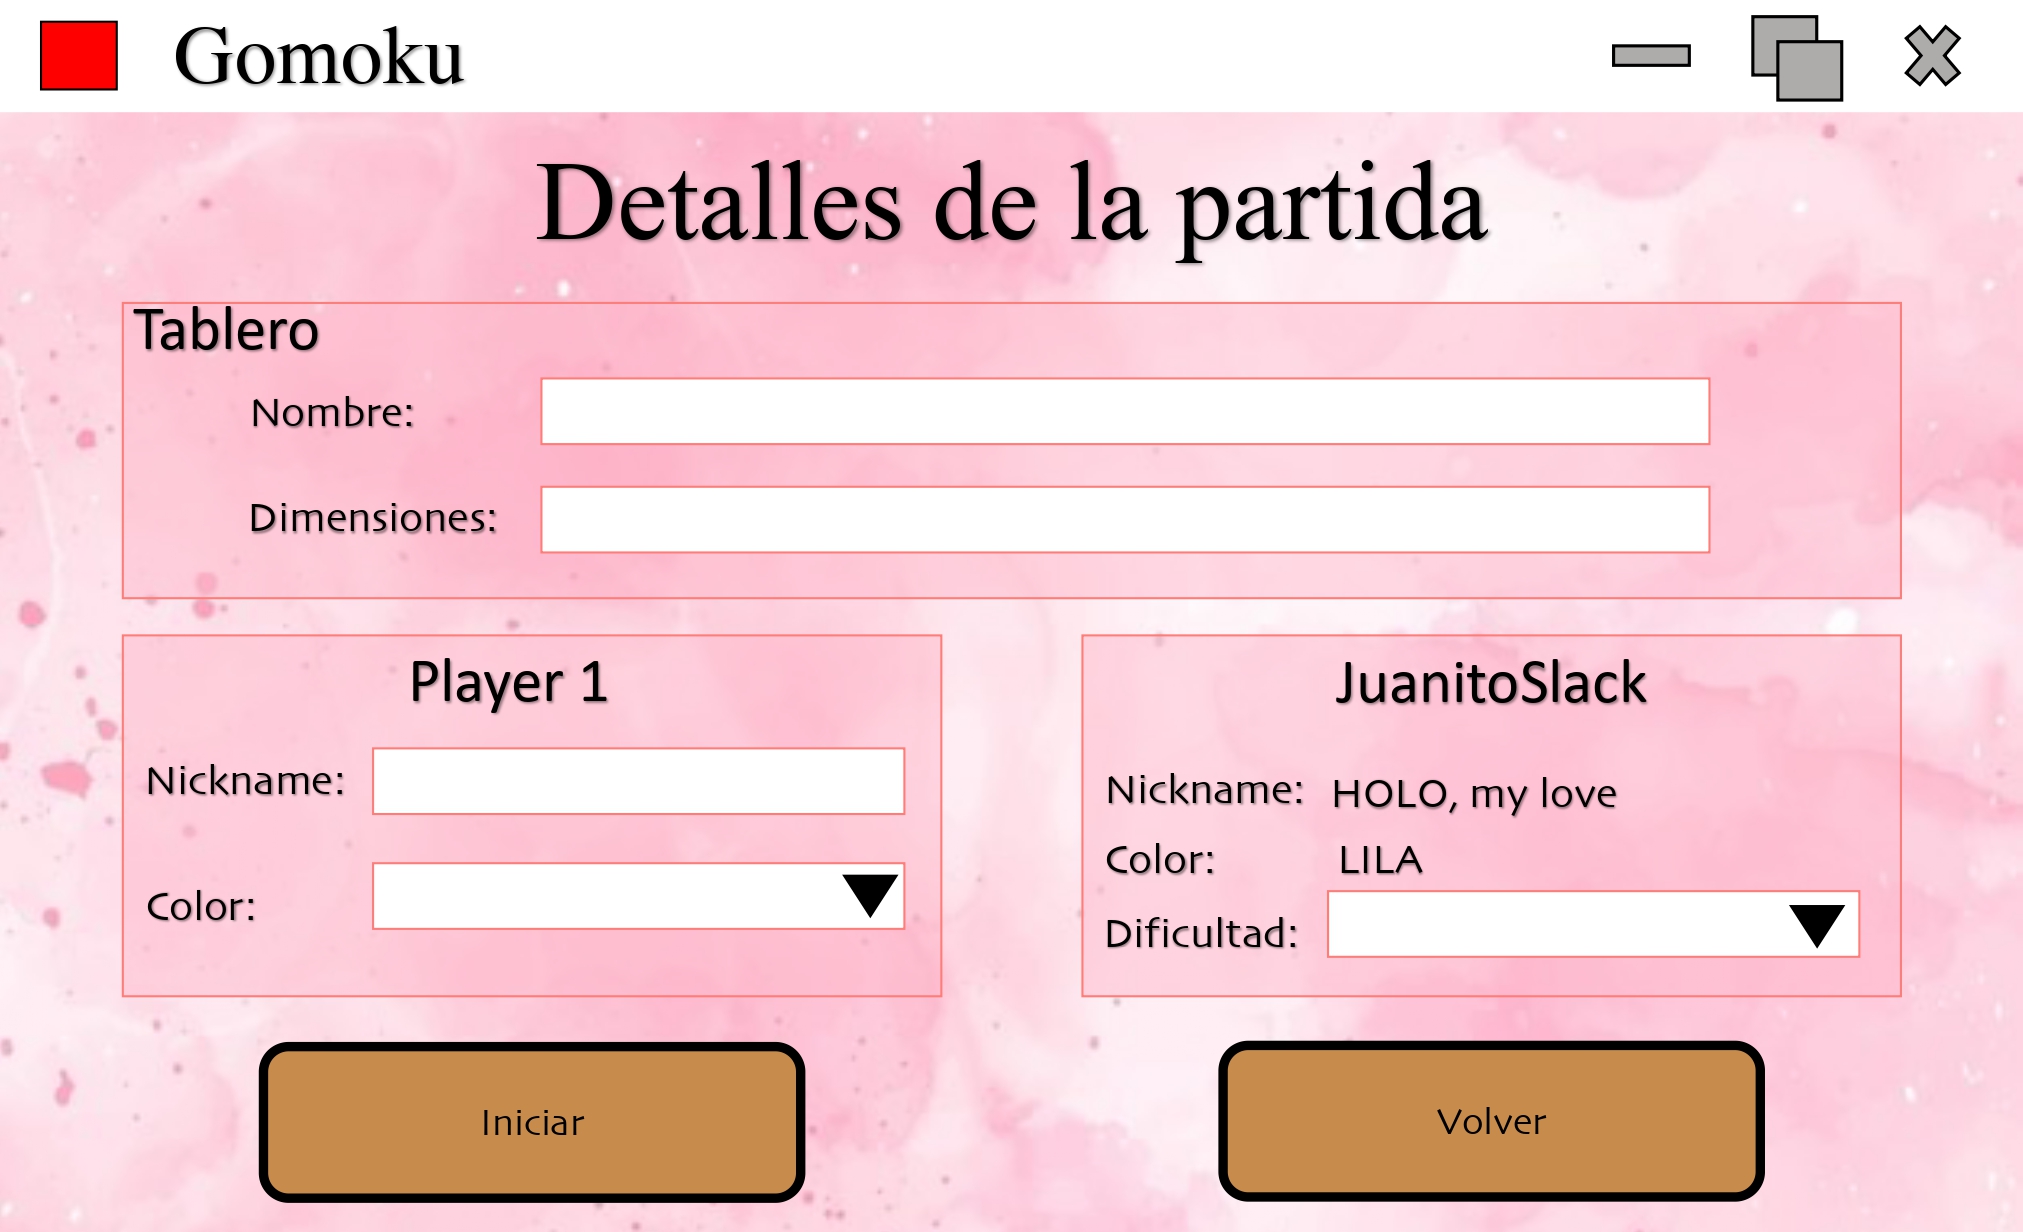 Gomoku
Detalles de la partida
Tablero
Nombre:
Dimensiones:
Player 1
Nickname:
Color:
JuanitoSlack
Nickname: HOLO, my love
Color: LILA
Dificultad:
Iniciar
Volver